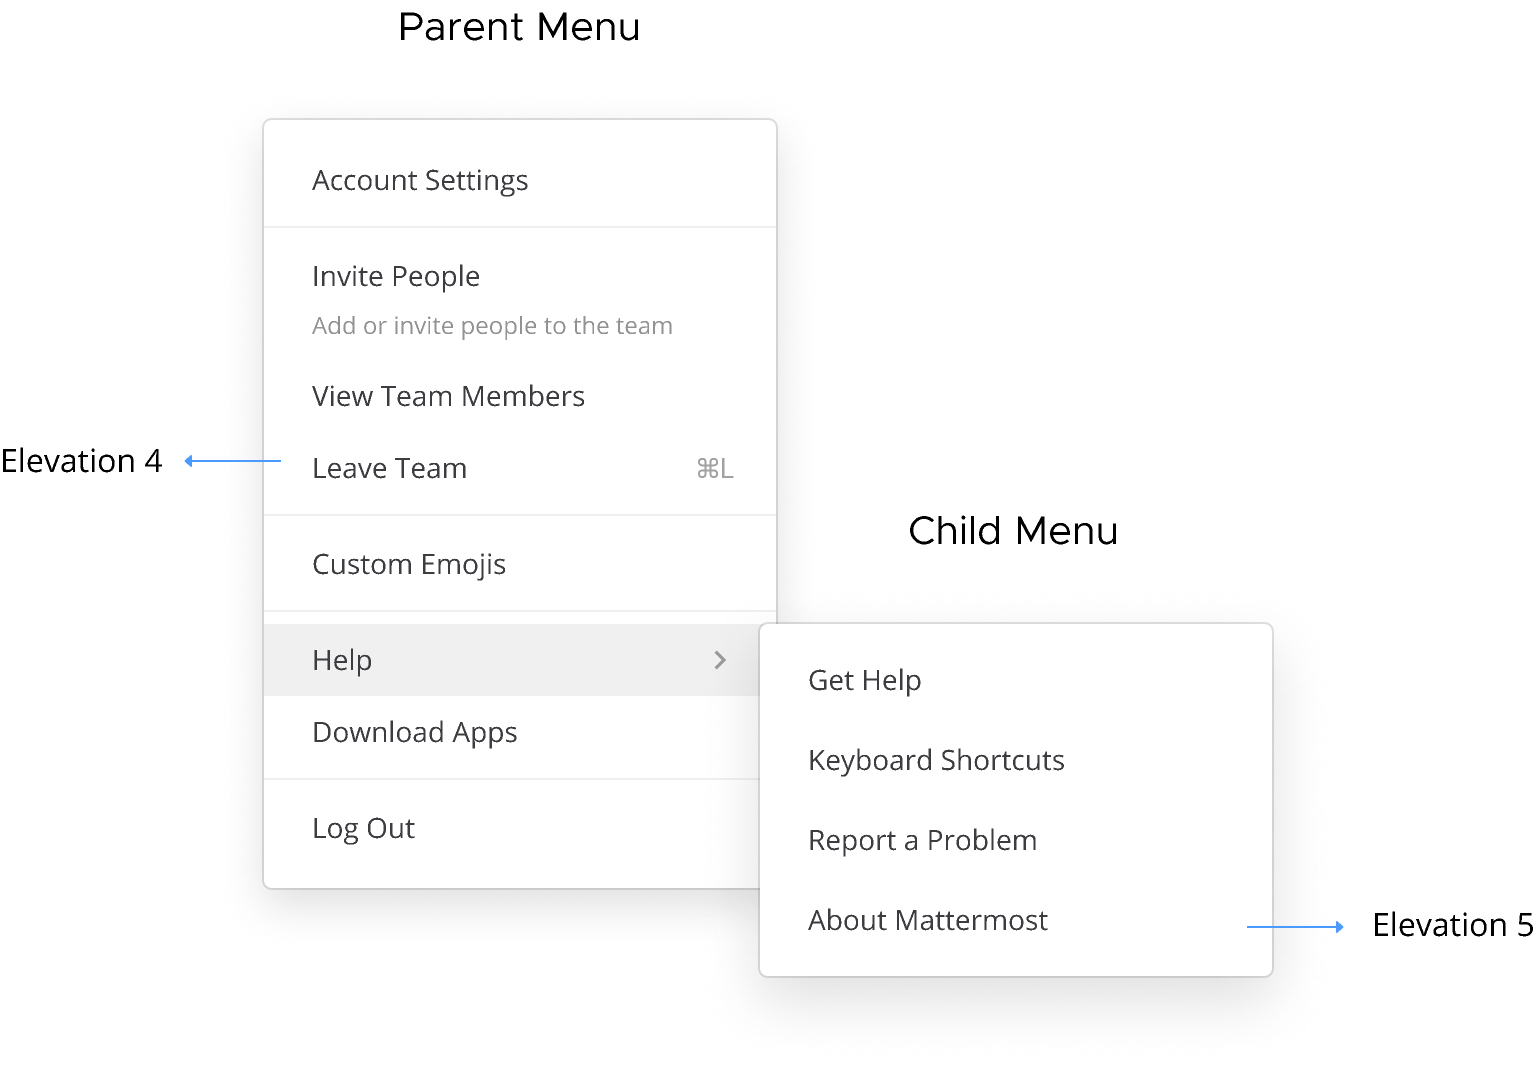 Parent Menu
Account Settings
Invite People
Add or invite people to the team
View Team Members
Elevation 4
Leave Team ⌘L
Custom Emojis
Help
Download Apps
Log Out
Child Menu
Get Help
Keyboard Shortcuts
Report a Problem
About Mattermost
Elevation 5